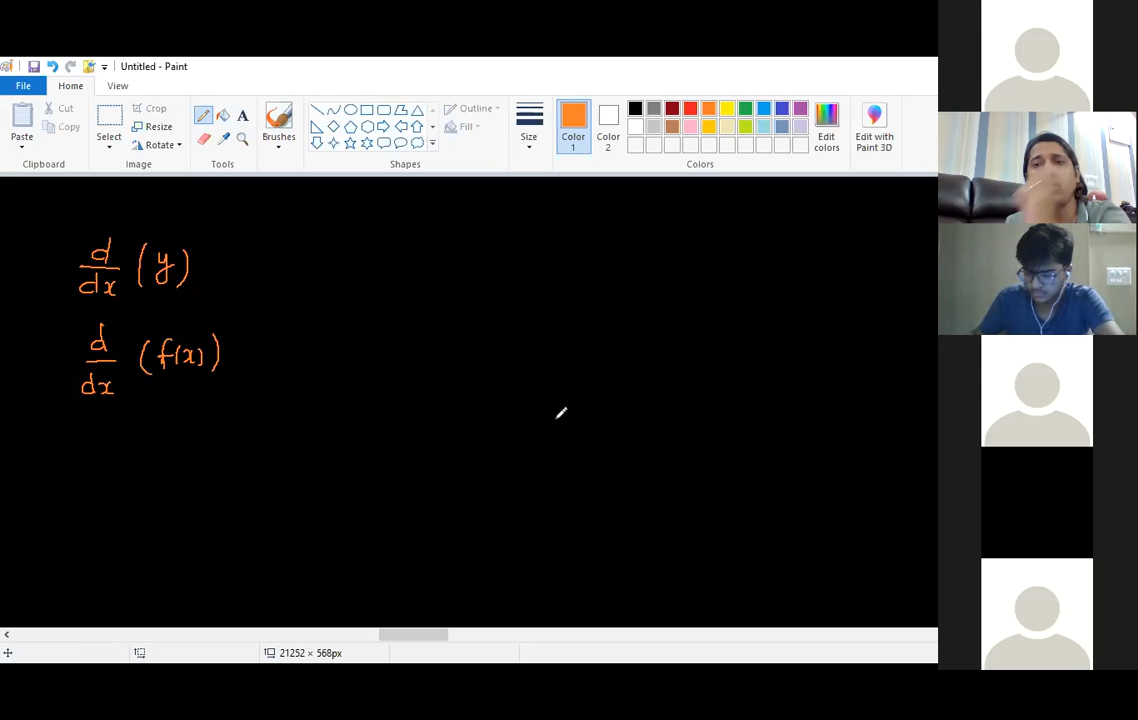 Untitled - Paint
File Home View
Paste
Cut
Copy
Clipboard
Select
Crop
Resize
Rotate
Image
Tools
Brushes
Shapes
Outline
Fill
Size
Color 1
Color 2
Edit colors
Colors
Edit with Paint 3D
d/dx (y)
d/dx (f(x))
21252 × 568px